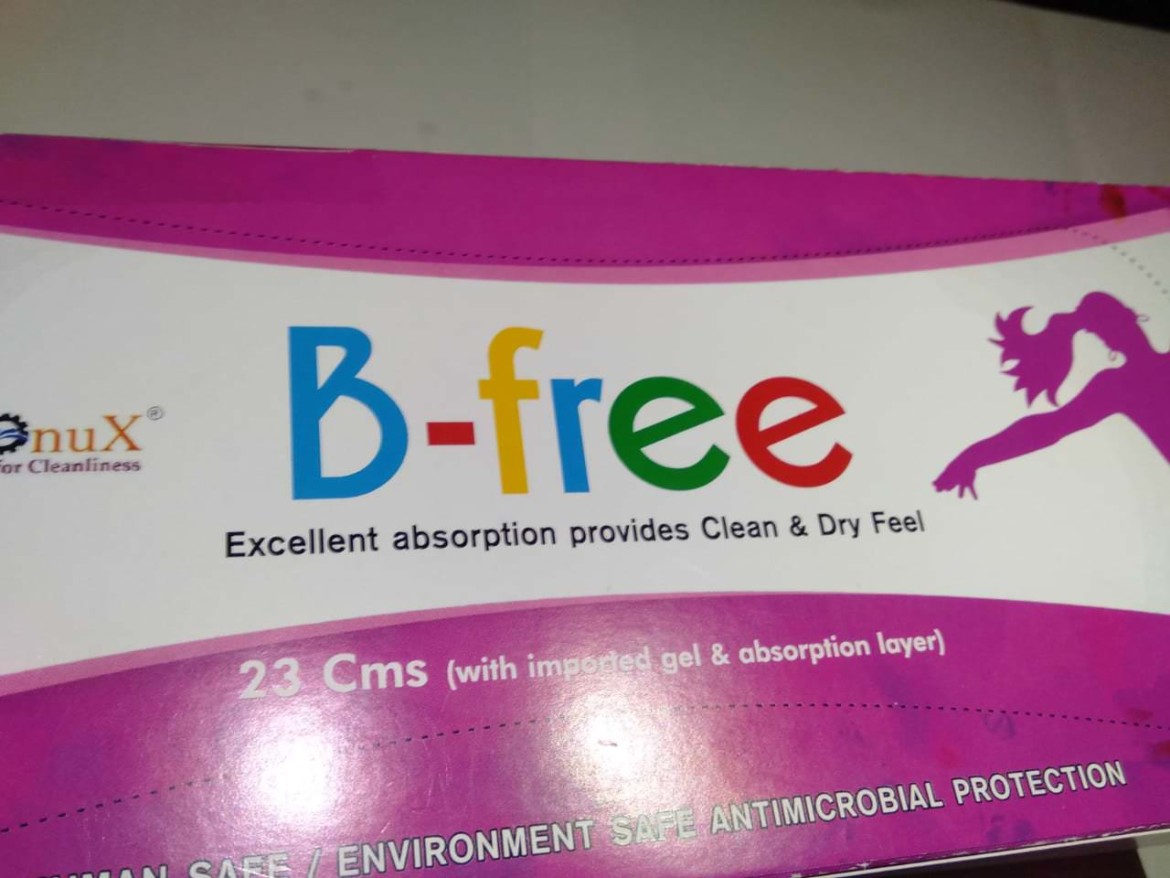 B-free
nuX®
for Cleanliness
Excellent absorption provides Clean & Dry Feel
23 Cms (with imported gel & absorption layer)
SAFE / ENVIRONMENT SAFE ANTIMICROBIAL PROTECTION